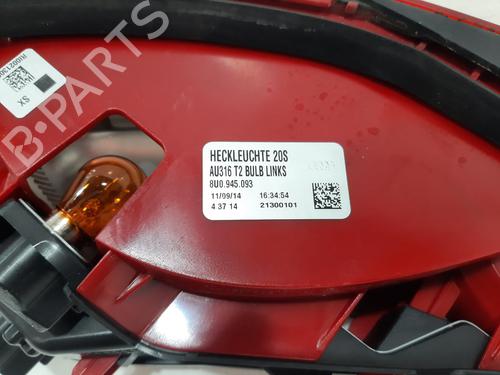 B-PARTS
SX
HECKLEUCHTE 20S
AU316 T2 BULB LINKS
8U0.945.093
11/09/14 16:34:54
4 37 14 21300101